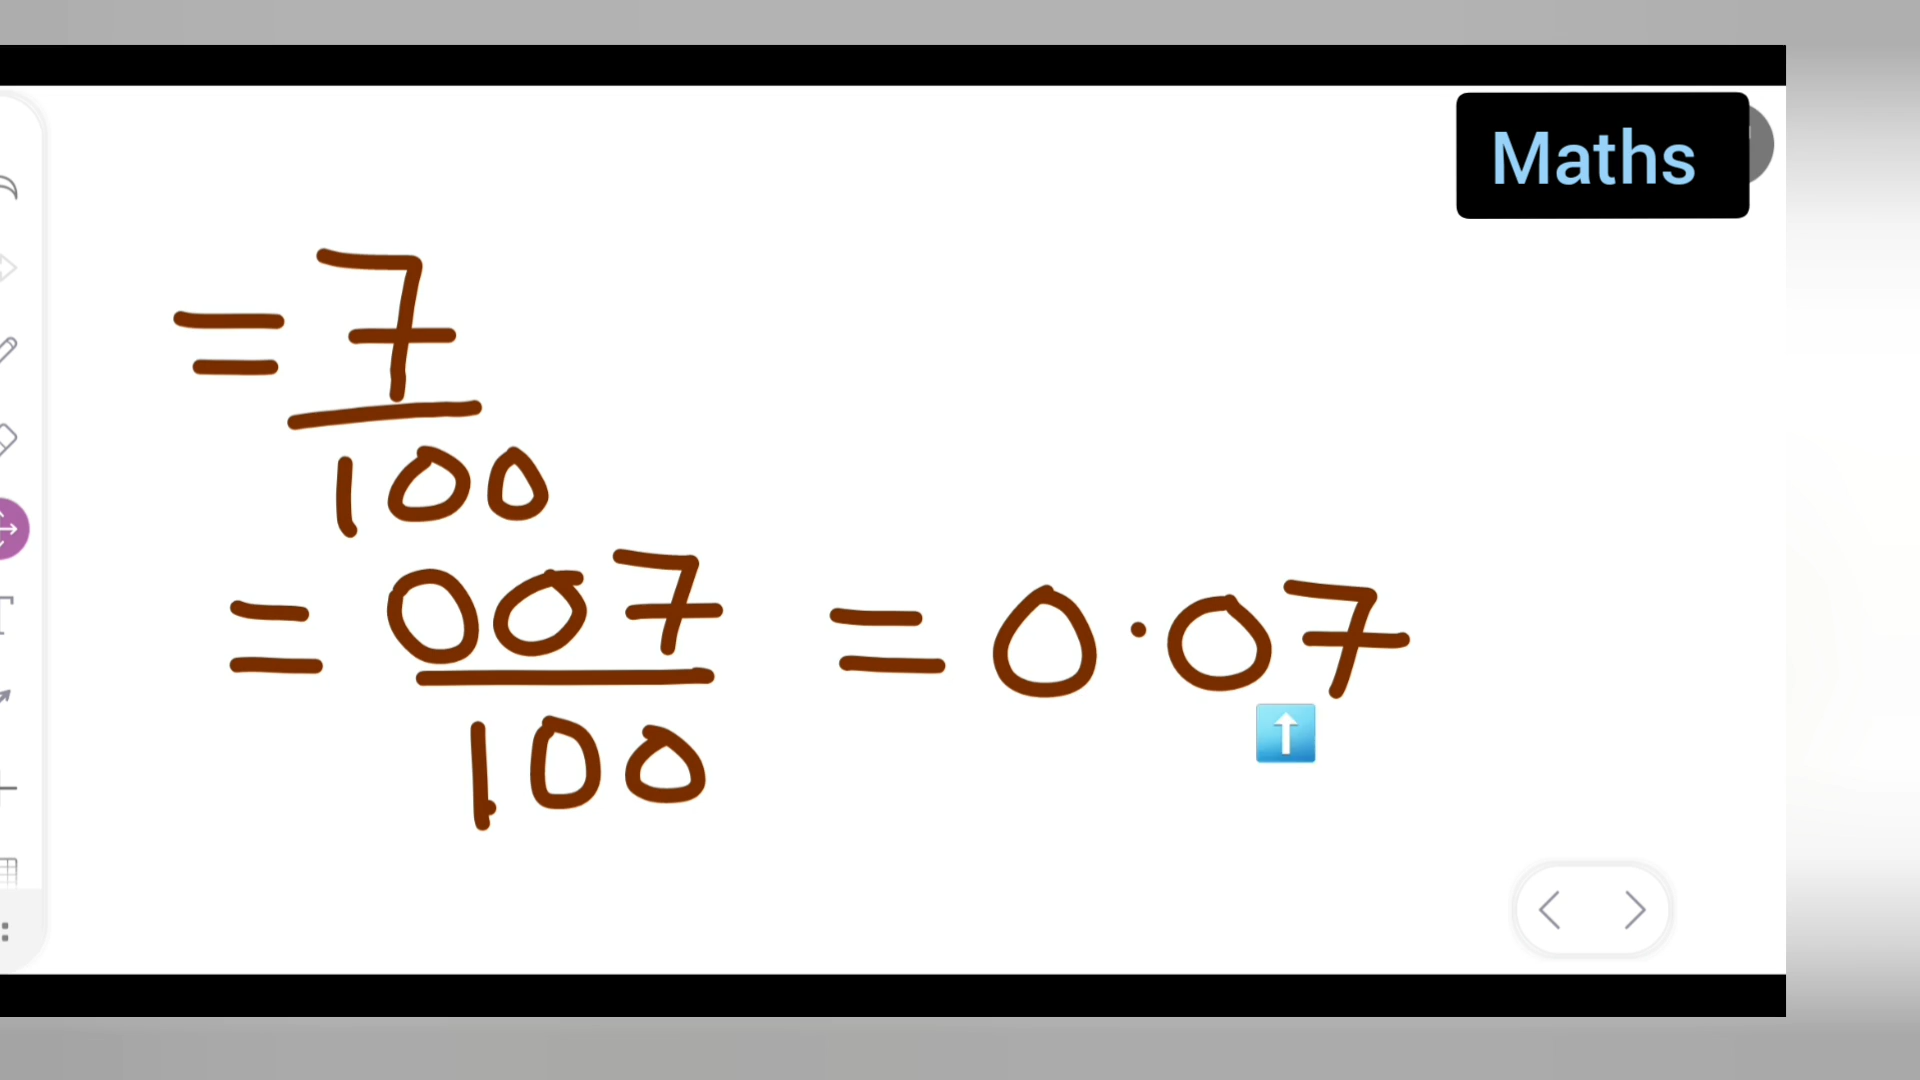 Maths
= 7/100
= 007/100 = 0.07